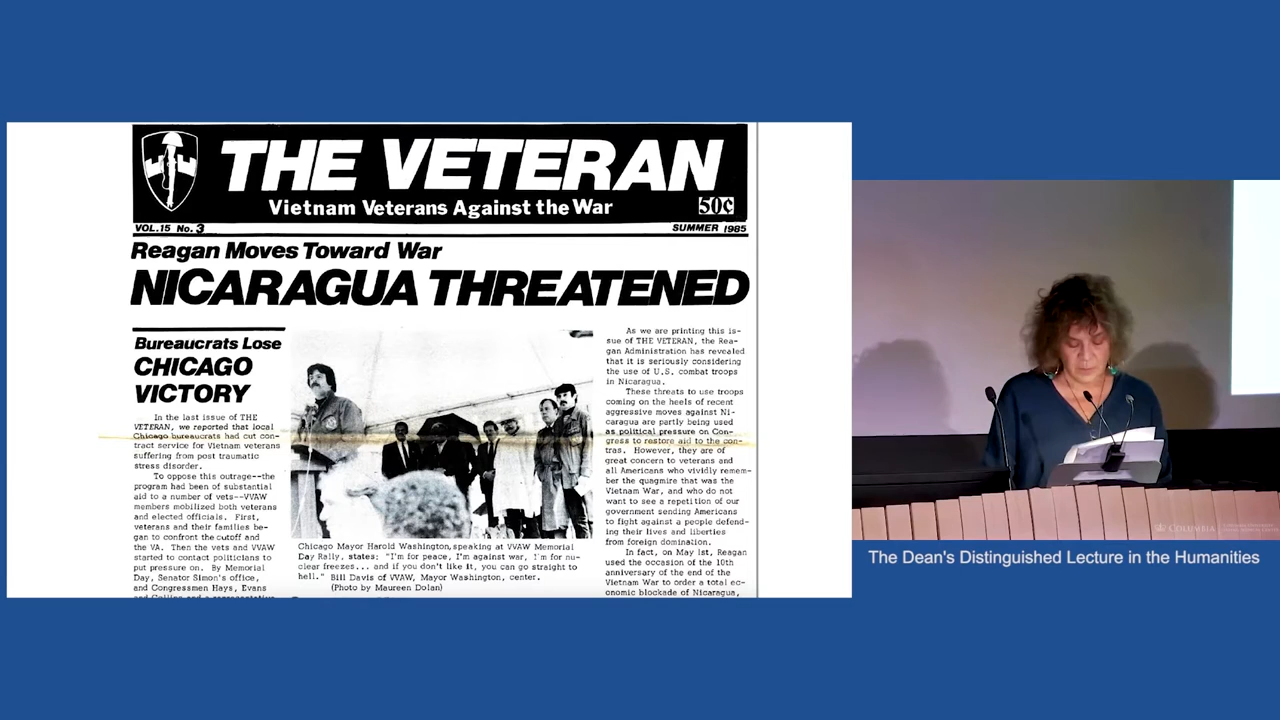 THE VETERAN
Vietnam Veterans Against the War
50¢
VOL.15 No. 3
SUMMER 1985
Reagan Moves Toward War
NICARAGUA THREATENED
Bureaucrats Lose
CHICAGO
VICTORY
In the last issue of THE
VETERAN, we reported that local
Chicago bureaucrats had cut con-
tract service for Vietnam veterans
suffering from post traumatic
stress disorder.
To oppose this outrage--the
program had been of substantial
aid to a number of vets--VVAW
members mobilized both veterans
and elected officials. First,
veterans and their families be-
gan to confront the cutoff and
the VA. Then the vets and VVAW
started to contact politicians to
put pressure on. By Memorial
Day, Senator Simon's office,
and Congressmen Hays, Evans
Chicago Mayor Harold Washington, speaking at VVAW Memorial
Day Rally, states: "I'm for peace, I'm against war, I'm for nu-
clear freezes... and if you don't like it, you can go straight to
hell." Bill Davis of VVAW, Mayor Washington, center.
(Photo by Maureen Dolan)
As we are printing this is-
sue of THE VETERAN, the Rea-
gan Administration has revealed
that it is seriously considering
the use of U.S. combat troops
in Nicaragua.
These threats to use troops
coming on the heels of recent
aggressive moves against Ni-
caragua are partly being used
as political pressure on Con-
gress to restore aid to the con-
tras. However, they are of
great concern to veterans and
all Americans who vividly remem-
ber the quagmire that was the
Vietnam War, and who do not
want to see a repetition of our
government sending Americans
to fight against a people defend-
ing their lives and liberties
from foreign domination.
In fact, on May 1st, Reagan
used the occasion of the 10th
anniversary of the end of the
Vietnam War to order a total ec-
onomic blockade of Nicaragua,
COLUMBIA
The Dean's Distinguished Lecture in the Humanities